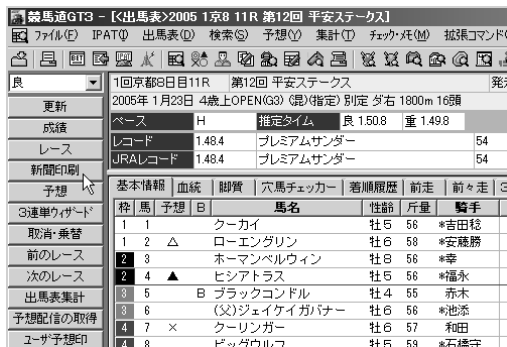 競馬道GT3 - [<出馬表>2005 1京8 11R 第12回 平安ステークス]
ファイル(F) IPAT(I) 出馬表(D) 検索(S) 予想(Y) 集計(T) チェック・メモ(M) 拡張コマンド(
良
1回京都8日目11R 第12回 平安ステークス 発
2005年 1月23日 4歳上OPEN(G3) (混)(指定) 別定 ダ右 1800m 16頭
ペース H 推定タイム 良 1.50.8 重 1.49.8
レコード 1.48.4 プレミアムサンダー 54
JRAレコード 1.48.4 プレミアムサンダー 54
更新
成績
レース
新聞印刷
予想
3連単ウィザード
取消・乗替
前のレース
次のレース
出馬表集計
予想配信の取得
ユーザ予想印
基本情報 血統 脚質 穴馬チェッカー 着順履歴 前走 前々走 3
枠 馬 予想 B 馬名 性齢 斤量 騎手
1 1 クーカイ 牡5 56 *吉田稔
1 2 △ ローエングリン 牡6 58 *安藤勝
2 3 ホーマンベルウィン 牡8 56 *幸
2 4 ▲ ヒシアトラス 牡5 56 *福永
3 5 B ブラックコンドル 牡4 55 赤木
3 6 (父)ジェイケイガバナー 牡6 56 *池添
4 7 × クーリンガー 牡6 57 和田
4 8 ビッグウルフ 牡5 59 *石橋守